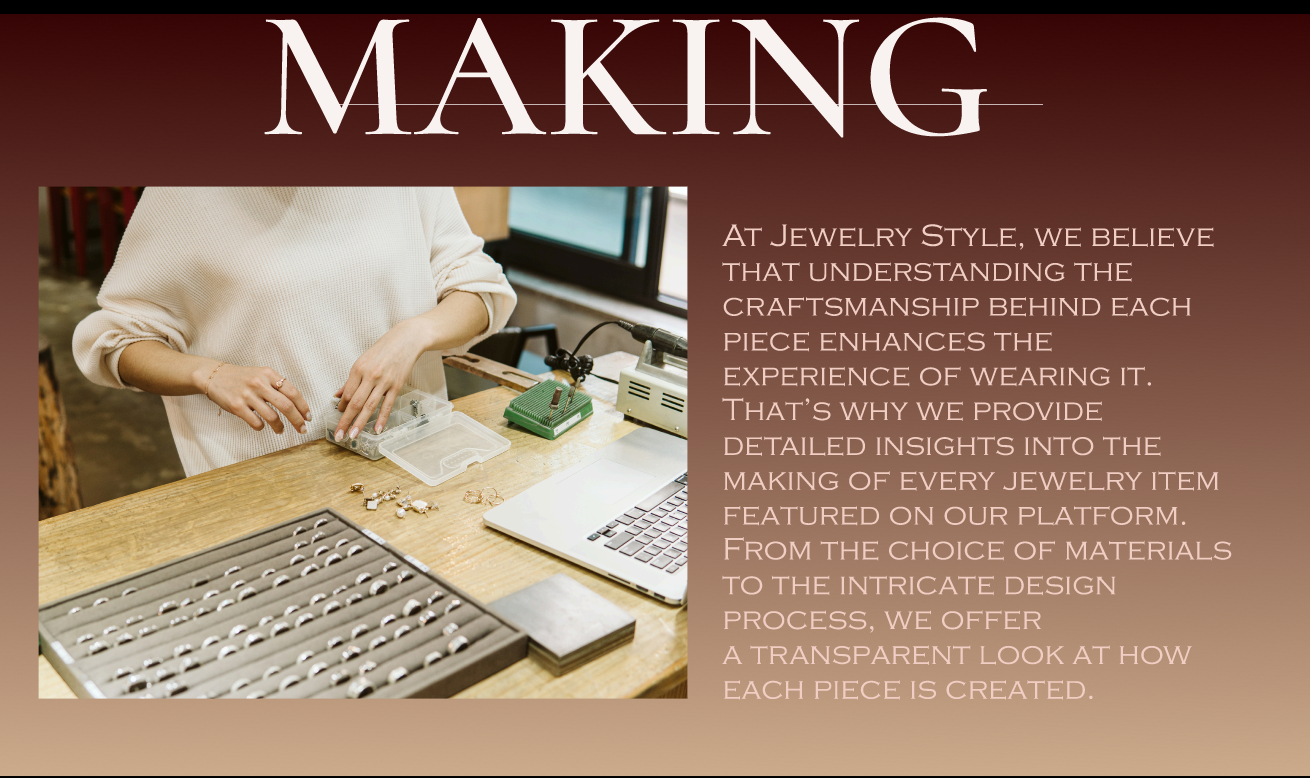 MAKING
At Jewelry Style, we believe
that understanding the
craftsmanship behind each
piece enhances the
experience of wearing it.
That’s why we provide
detailed insights into the
making of every jewelry item
featured on our platform.
From the choice of materials
to the intricate design
process, we offer
a transparent look at how
each piece is created.